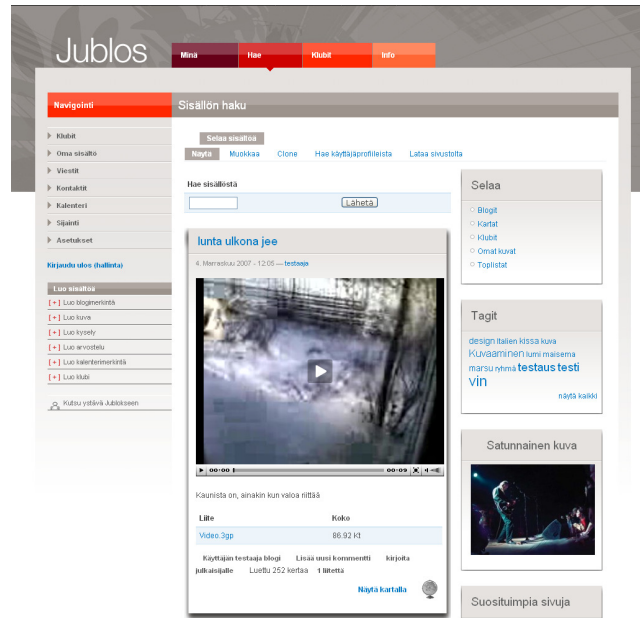 Jublos
Minä Hae Klubit Info
Navigointi
Klubit
Oma sisältö
Viestit
Kontaktit
Kalenteri
Sijainti
Asetukset
Kirjaudu ulos (hallinta)
Luo sisältöä
[+] Luo blogimerkintä
[+] Luo kuva
[+] Luo kysely
[+] Luo arvostelu
[+] Luo kalenterimerkintä
[+] Luo klubi
Kutsu ystävä Jublokseen
Sisällön haku
Selaa sisältöä
Näytä Muokkaa Clone Hae käyttäjäprofiileista Lataa sivustolta
Hae sisällöstä
Lähetä
lunta ulkona jee
4. Marraskuu 2007 - 12:05 — testaaja
00:00 00:09
Kaunista on, ainakin kun valoa riittää
Liite Koko
Video.3gp 86.92 Kt
Käyttäjän testaaja blogi Lisää uusi kommentti kirjoita
julkaisijalle Luettu 252 kertaa 1 liitettä
Näytä kartalla
Selaa
Blogit
Kartat
Klubit
Omat kuvat
Toplistat
Tagit
design Italien kissa kuva
Kuvaaminen lumi maisema
marsu ryhmä testaus testi
vin
näytä kaikki
Satunnainen kuva
Suosituimpia sivuja